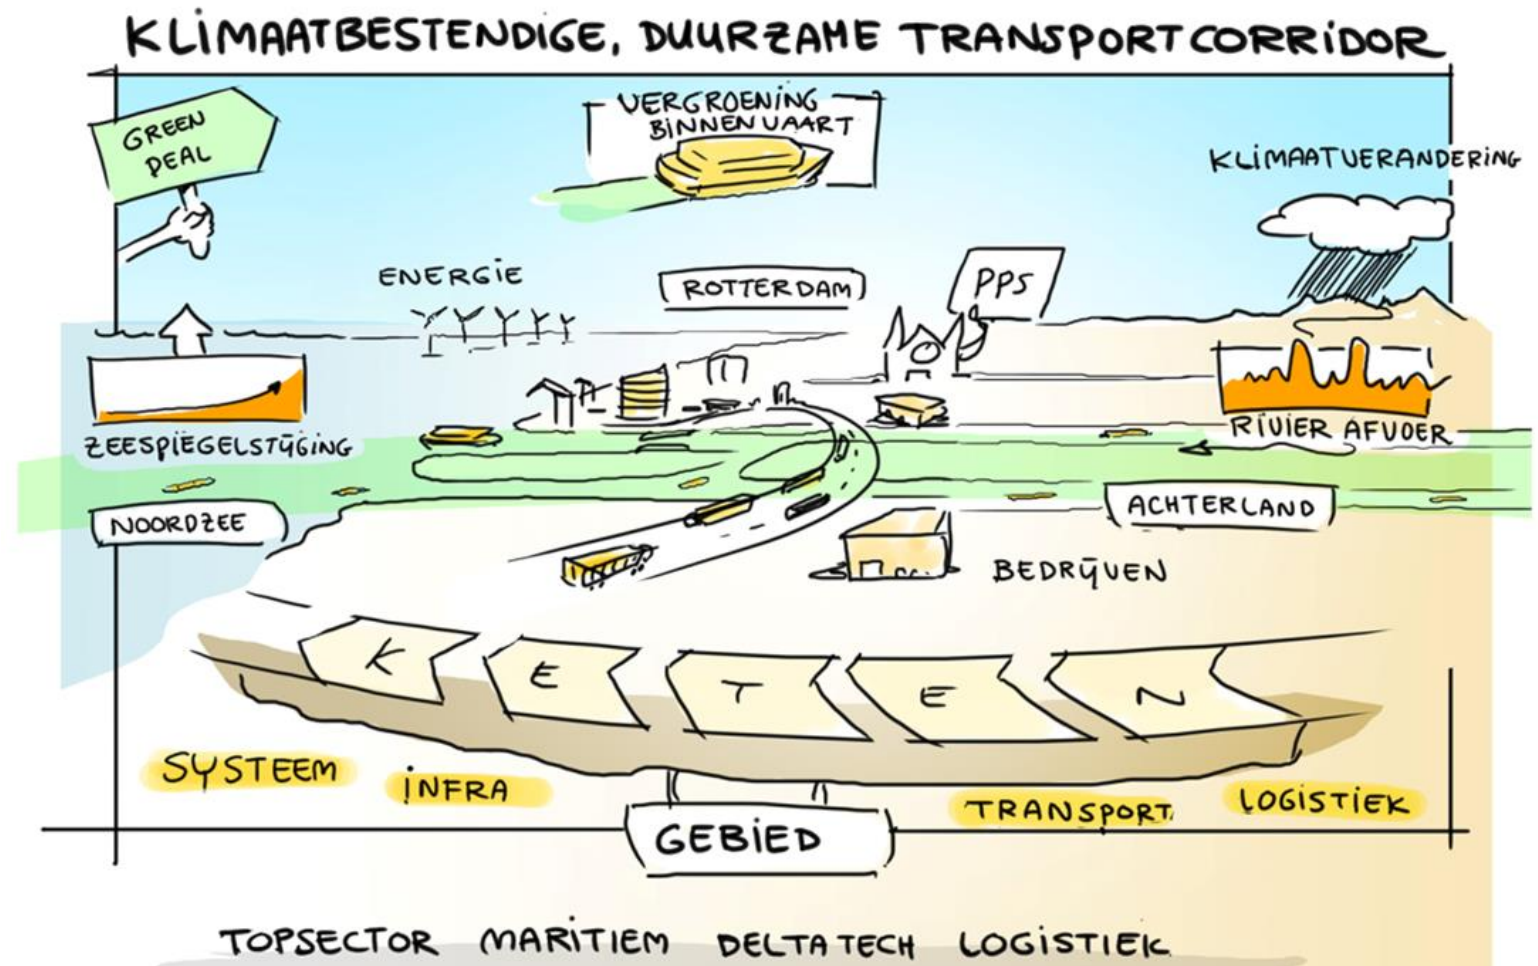 KLIMAATBESTENDIGE, DUURZAME TRANSPORTCORRIDOR
GREEN
DEAL
VERGROENING
BINNENVAART
KLIMAATVERANDERING
ENERGIE
ROTTERDAM
PPS
ZEESPIEGELSTIJGING
RIVIER AFVOER
NOORDZEE
ACHTERLAND
BEDRIJVEN
K E T E N
SYSTEEM
INFRA
TRANSPORT
LOGISTIEK
GEBIED
TOPSECTOR MARITIEM DELTATECH LOGISTIEK